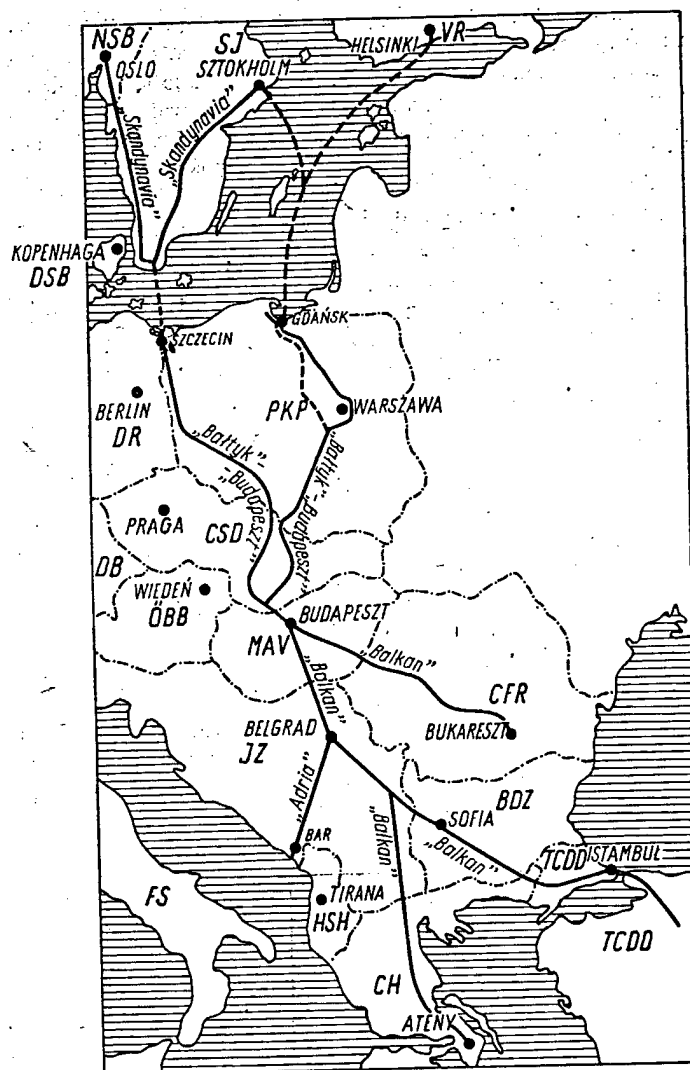 NSB
OSLO
SJ
SZTOKHOLM
HELSINKI
VR
„Skandynavia”
„Skandynavia”
KOPENHAGA
DSB
SZCZECIN
GDAŃSK
BERLIN
DR
PKP
WARSZAWA
„Bałtyk”-
-„Budapeszt”
„Bałtyk”-„Budapeszt”
PRAGA
CSD
DB
WIEDEŃ
ÖBB
BUDAPESZT
MAV
„Balkan”
„Balkan”
CFR
BUKARESZT
BELGRAD
JZ
„Adria”
BDZ
SOFIA
„Balkan”
„Balkan”
BAR
TCDD
ISTAMBUŁ
FS
TIRANA
HSH
TCDD
CH
ATENY